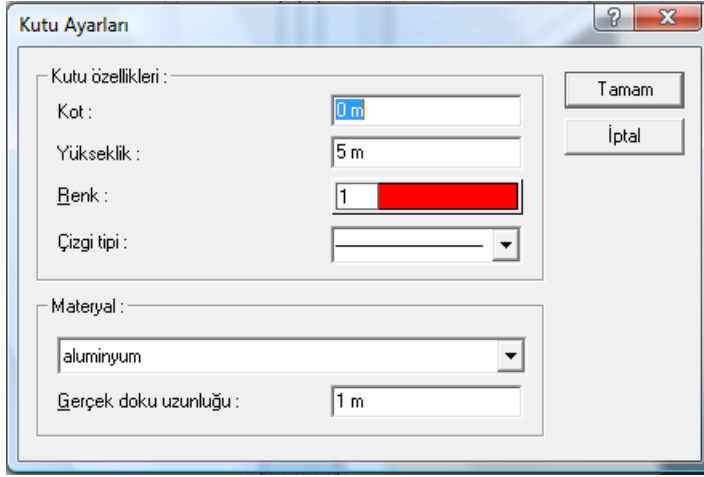 Kutu Ayarları
?
X
Kutu özellikleri :
Kot :
0 m
Yükseklik :
5 m
Renk :
1
Çizgi tipi :
Tamam
İptal
Materyal :
aluminyum
Gerçek doku uzunluğu :
1 m